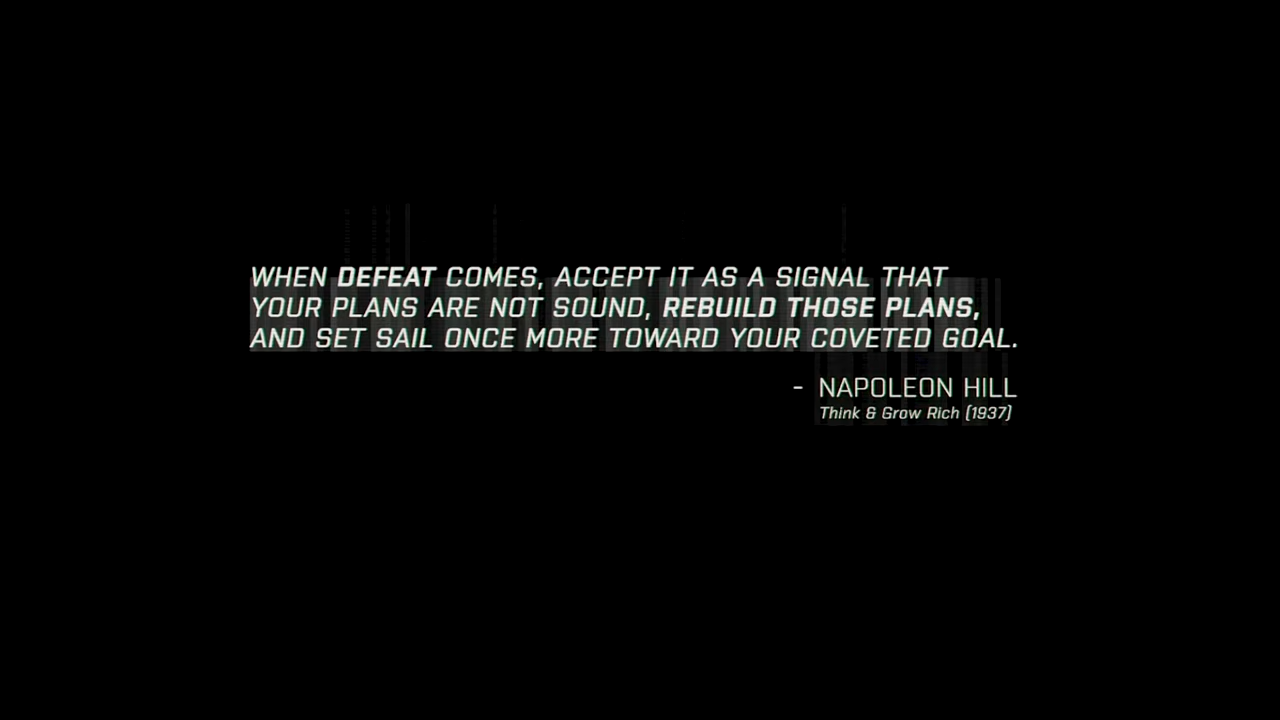 WHEN DEFEAT COMES, ACCEPT IT AS A SIGNAL THAT
YOUR PLANS ARE NOT SOUND, REBUILD THOSE PLANS,
AND SET SAIL ONCE MORE TOWARD YOUR COVETED GOAL.
- NAPOLEON HILL
Think & Grow Rich (1937)